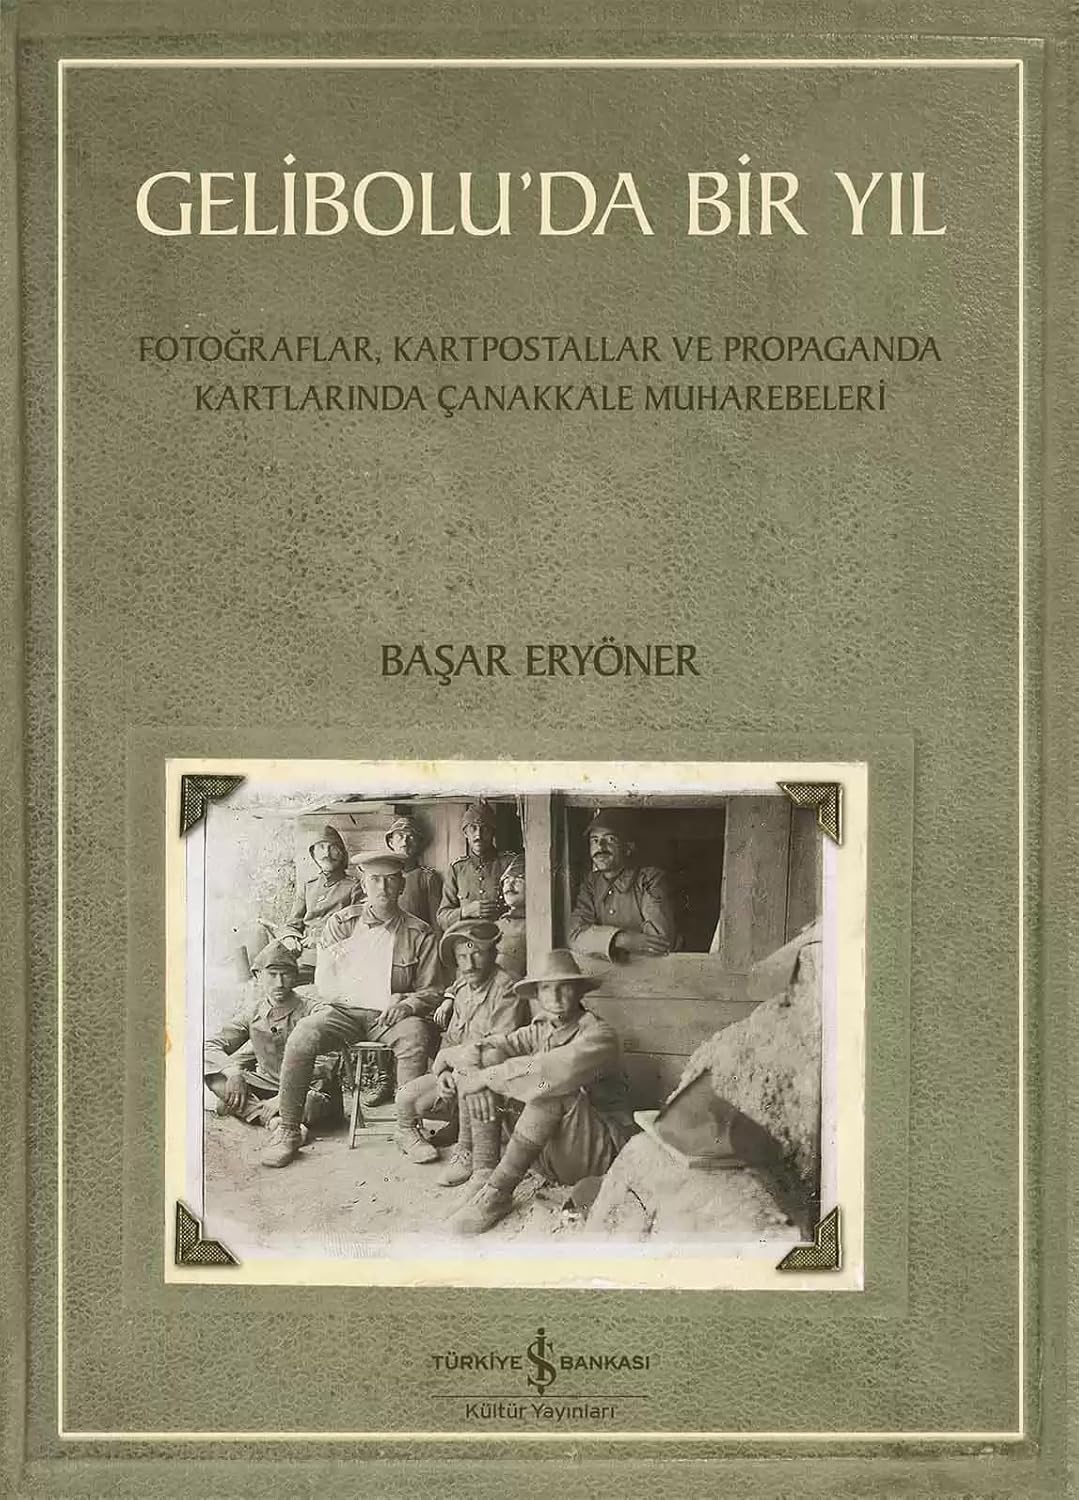 GELİBOLU'DA BİR YIL
FOTOĞRAFLAR, KARTPOSTALLAR VE PROPAGANDA
KARTLARINDA ÇANAKKALE MUHAREBELERİ
BAŞAR ERYÖNER
TÜRKİYE İŞ BANKASI
Kültür Yayınları